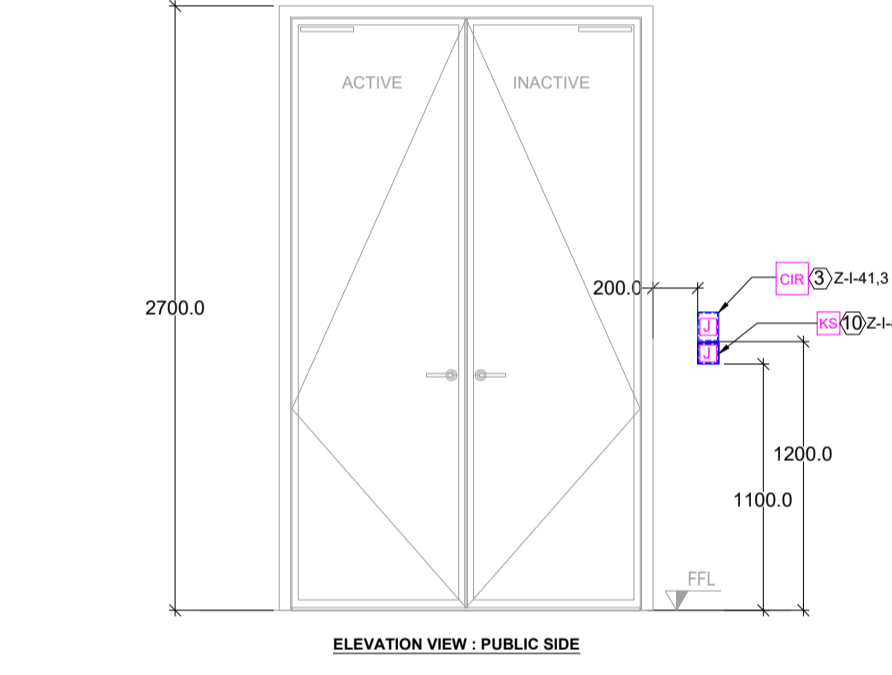 ACTIVE INACTIVE
CIR 3 Z-I-41,3
200.0
2700.0
J
KS 10 Z-I-
J
1200.0
1100.0
FFL
ELEVATION VIEW : PUBLIC SIDE